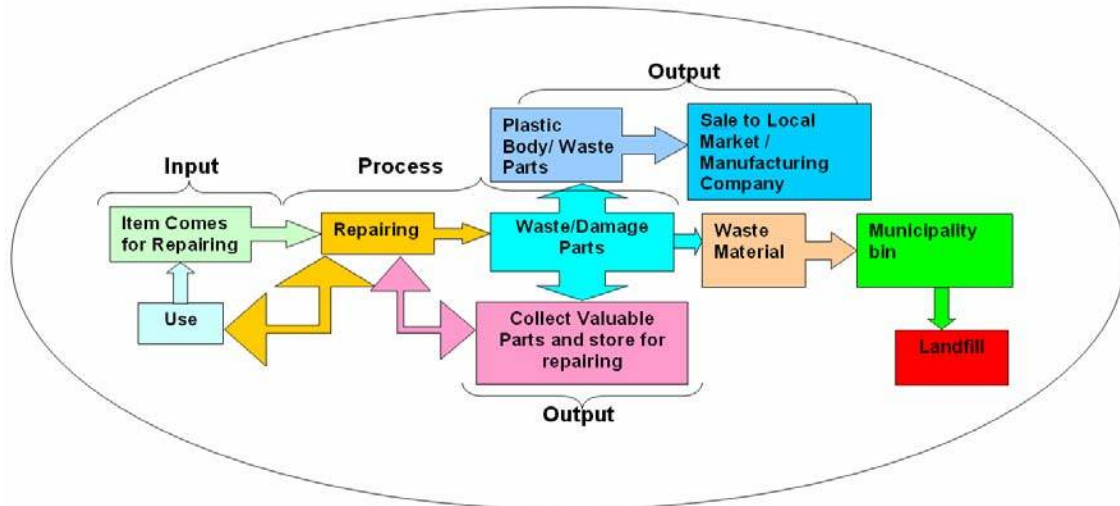 Output
Plastic
Body/ Waste
Parts
Sale to Local
Market /
Manufacturing
Company
Input
Process
Item Comes
for Repairing
Repairing
Waste/Damage
Parts
Waste
Material
Municipality
bin
Use
Collect Valuable
Parts and store for
repairing
Landfill
Output